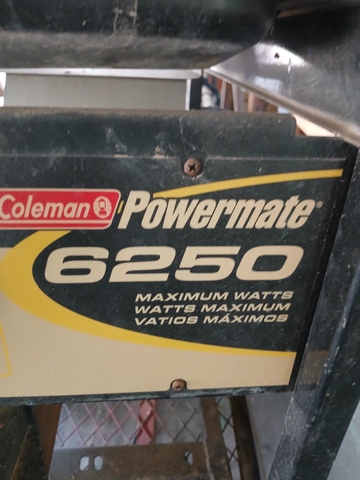 Coleman Powermate®
6250
MAXIMUM WATTS
WATTS MAXIMUM
VATIOS MÁXIMOS